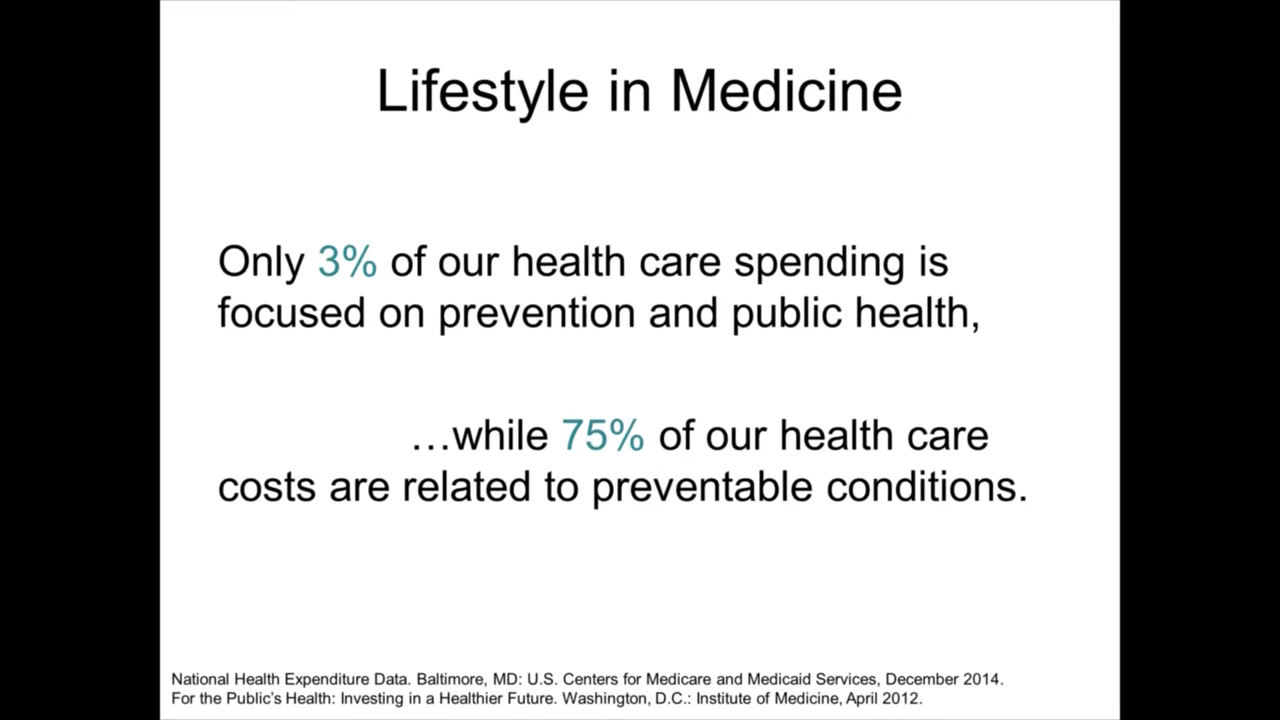 Lifestyle in Medicine
Only 3% of our health care spending is
focused on prevention and public health,
…while 75% of our health care
costs are related to preventable conditions.
National Health Expenditure Data. Baltimore, MD: U.S. Centers for Medicare and Medicaid Services, December 2014.
For the Public's Health: Investing in a Healthier Future. Washington, D.C.: Institute of Medicine, April 2012.